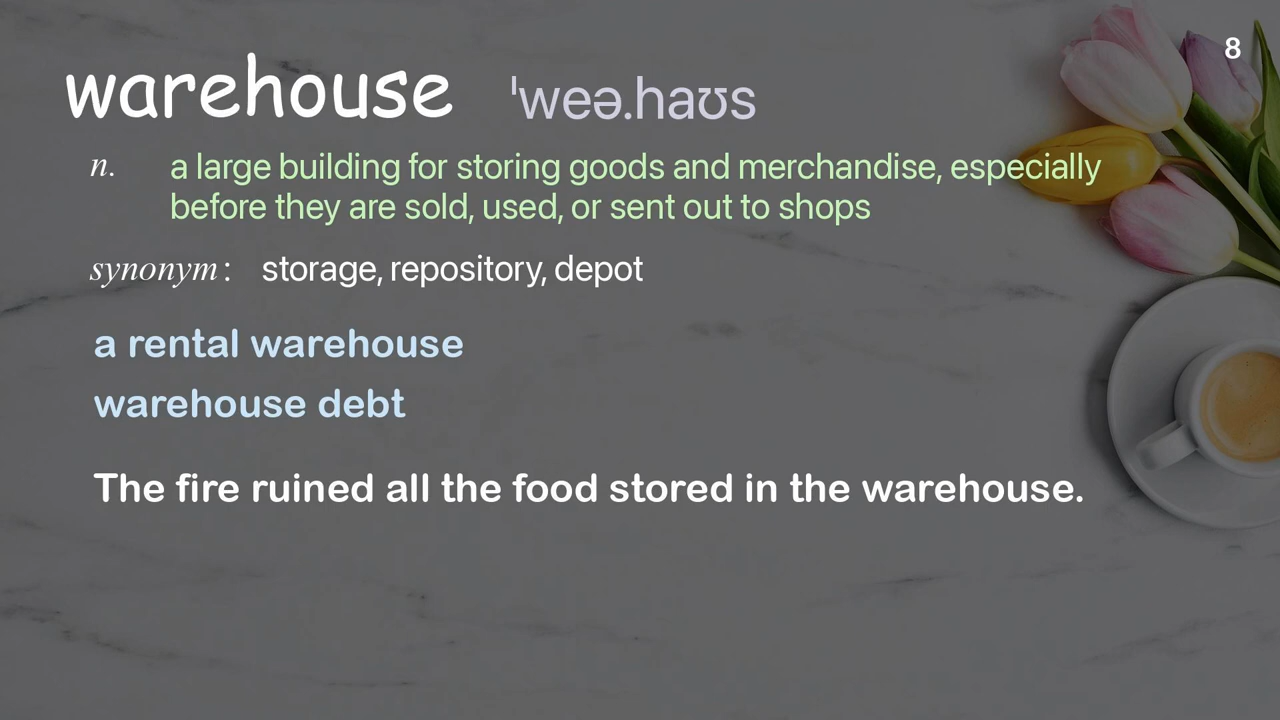 8
warehouse ˈweə.haʊs
n. a large building for storing goods and merchandise, especially
before they are sold, used, or sent out to shops
synonym: storage, repository, depot
a rental warehouse
warehouse debt
The fire ruined all the food stored in the warehouse.